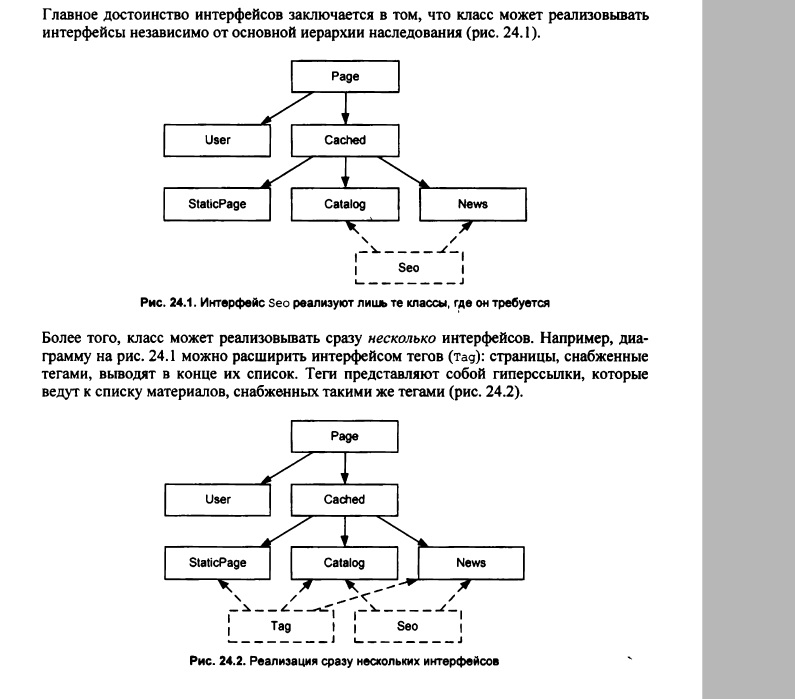 Главное достоинство интерфейсов заключается в том, что класс может реализовывать
интерфейсы независимо от основной иерархии наследования (рис. 24.1).
Page
User
Cached
StaticPage
Catalog
News
Seo
Рис. 24.1. Интерфейс Seo реализуют лишь те классы, где он требуется
Более того, класс может реализовывать сразу несколько интерфейсов. Например, диа-
грамму на рис. 24.1 можно расширить интерфейсом тегов (Tag): страницы, снабженные
тегами, выводят в конце их список. Теги представляют собой гиперссылки, которые
ведут к списку материалов, снабженных такими же тегами (рис. 24.2).
Page
User
Cached
StaticPage
Catalog
News
Tag
Seo
Рис. 24.2. Реализация сразу нескольких интерфейсов